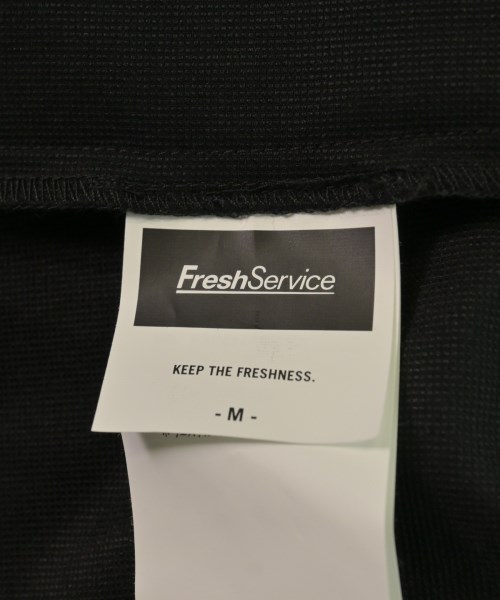 FreshService
KEEP THE FRESHNESS.
- M -